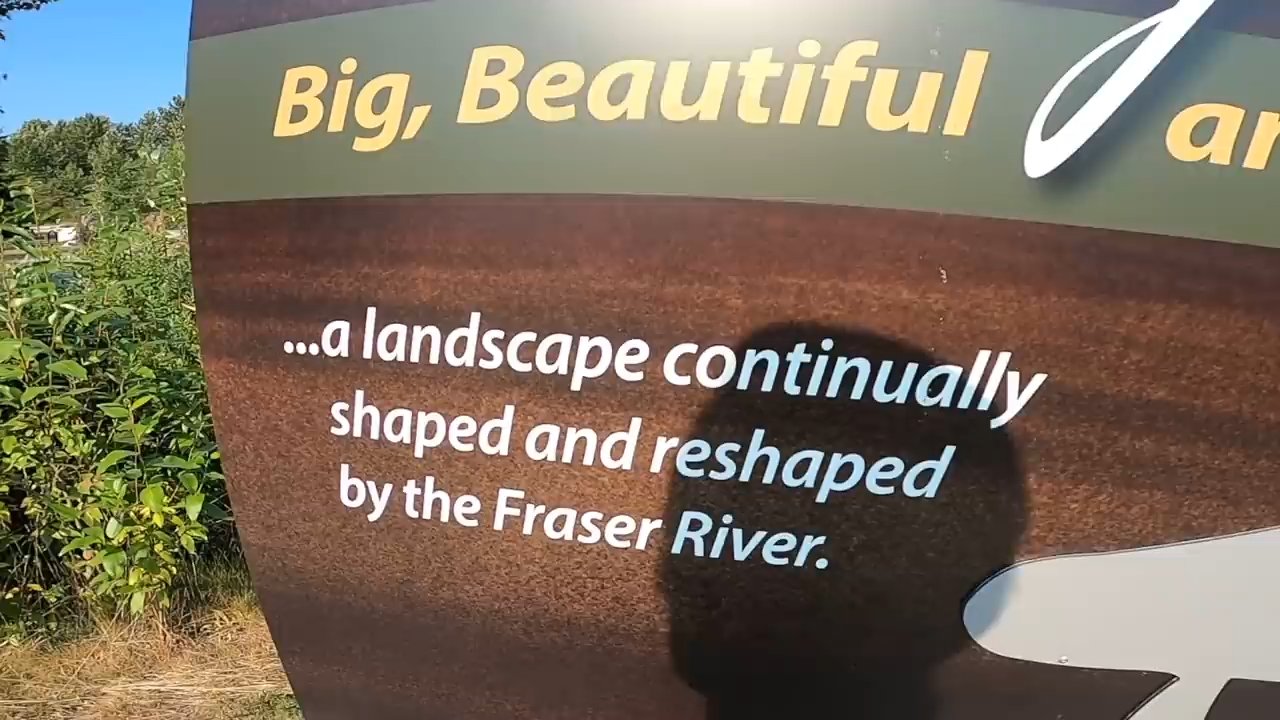 Big, Beautiful
...a landscape continually
shaped and reshaped
by the Fraser River.